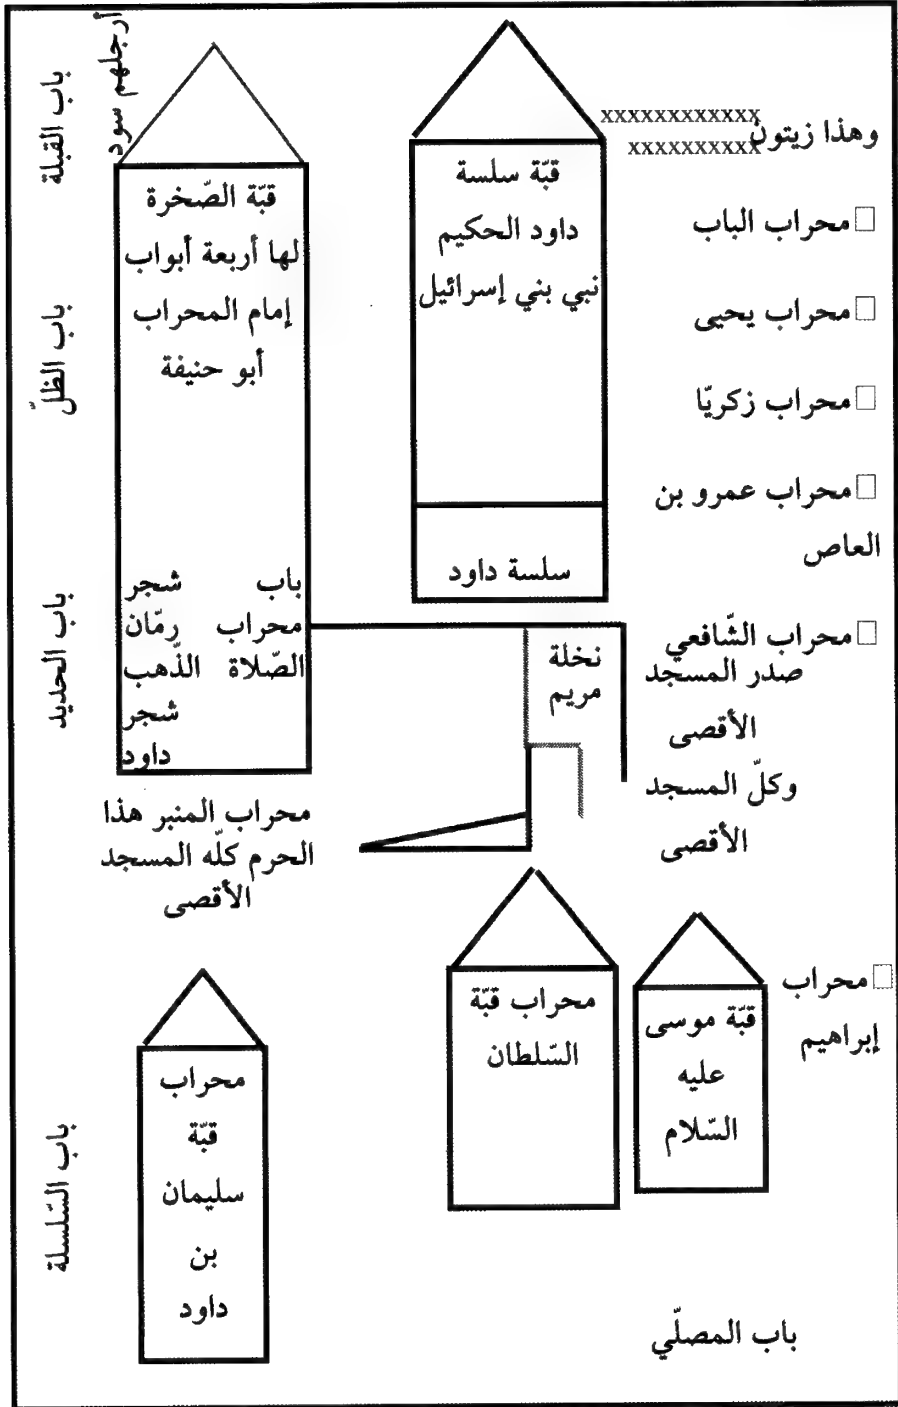 وهذا زيتون xxxxxxxxxxxx
xxxxxxxxxx
محراب الباب
محراب يحيى
محراب زكريّا
محراب عمرو بن
العاص
محراب الشّافعي
صدر المسجد
الأقصى
وكلّ المسجد
الأقصى
محراب
إبراهيم
باب المصلّي
قبّة سلسة
داود الحكيم
نبي بني إسرائيل
سلسة داود
نخلة
مريم
قبّة موسى
عليه
السّلام
محراب قبّة
السّلطان
أرجلهم سود
قبّة الصّخرة
لها أربعة أبواب
إمام المحراب
أبو حنيفة
باب شجر
محراب رمّان
الصّلاة الذّهب
شجر
داود
محراب المنبر هذا
الحرم كلّه المسجد
الأقصى
محراب
قبّة
سليمان
بن
داود
باب القبلة
باب الظلّ
باب الحديد
باب السّلسلة